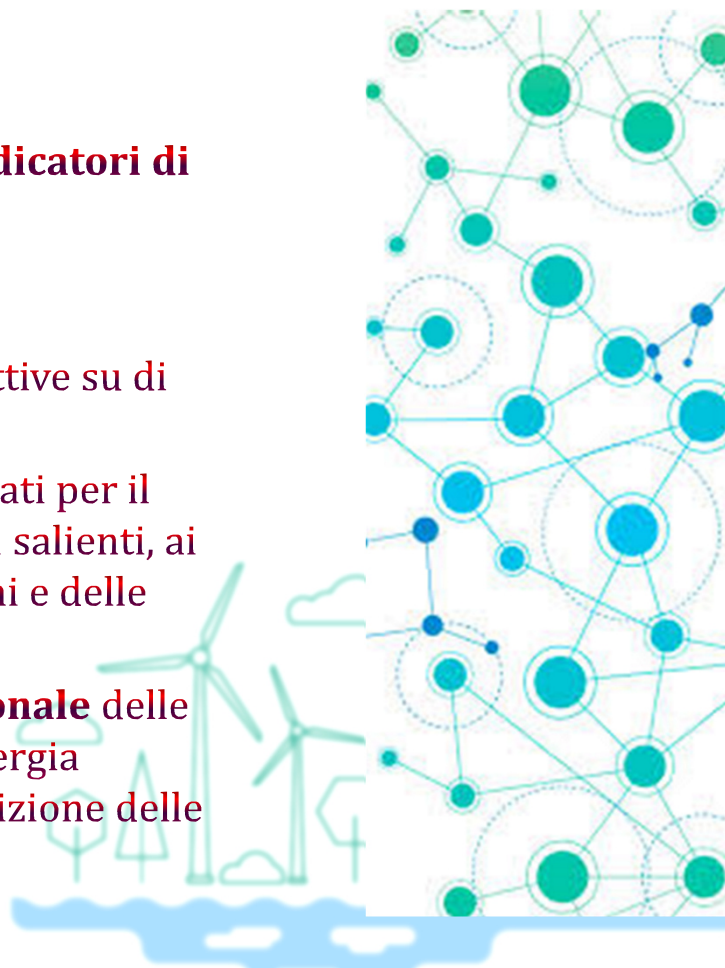 dicatori di
ttive su di
ati per il
salienti, ai
ni e delle
onale delle
ergia
izione delle